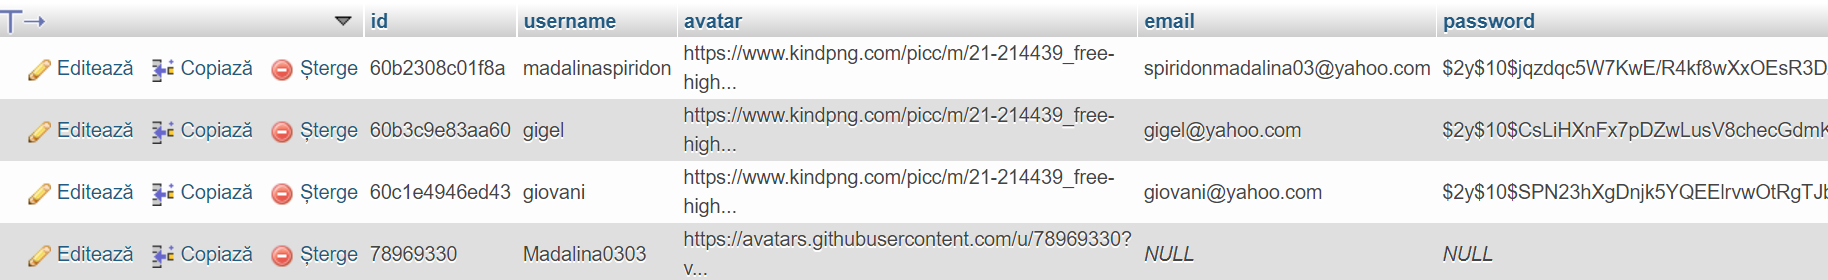 id username avatar email password
Editează Copiază Șterge 60b2308c01f8a madalinaspiridon https://www.kindpng.com/picc/m/21-214439_free-high... spiridonmadalina03@yahoo.com $2y$10$jqzdqc5W7KwE/R4kf8wXxOEsR3D
Editează Copiază Șterge 60b3c9e83aa60 gigel https://www.kindpng.com/picc/m/21-214439_free-high... gigel@yahoo.com $2y$10$CsLiHXnFx7pDZwLusV8checGdmK
Editează Copiază Șterge 60c1e4946ed43 giovani https://www.kindpng.com/picc/m/21-214439_free-high... giovani@yahoo.com $2y$10$SPN23hXgDnjk5YQEElrvwOtRgTJb
Editează Copiază Șterge 78969330 Madalina0303 https://avatars.githubusercontent.com/u/78969330?v... NULL NULL